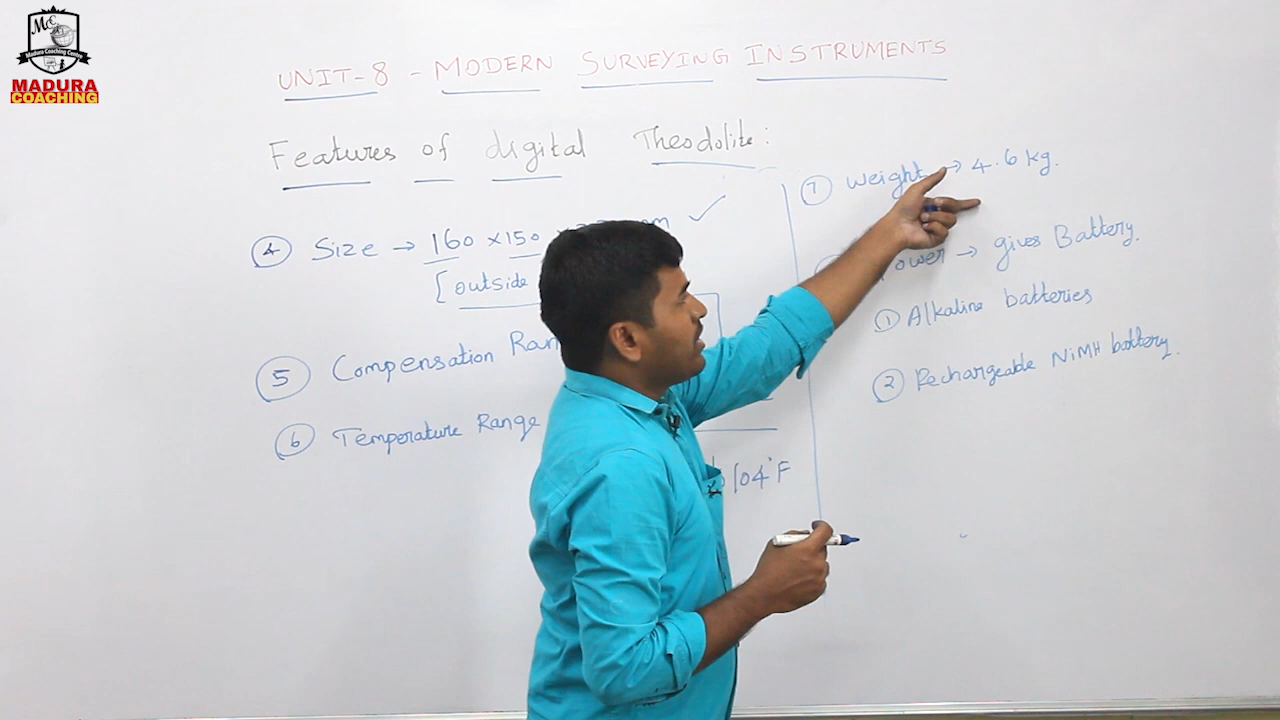 MC
Madura Coaching Centre
MADURA
COACHING
UNIT-8 - MODERN SURVEYING INSTRUMENTS
Features of digital Theodolite:
④ Size → 160 x 150
[outside
⑤ Compensation Ran
⑥ Temperature Range
104°F
⑦ Weight → 4.6 kg.
ower → gives Battery.
① Alkaline batteries
② Rechargeable NiMH battery.